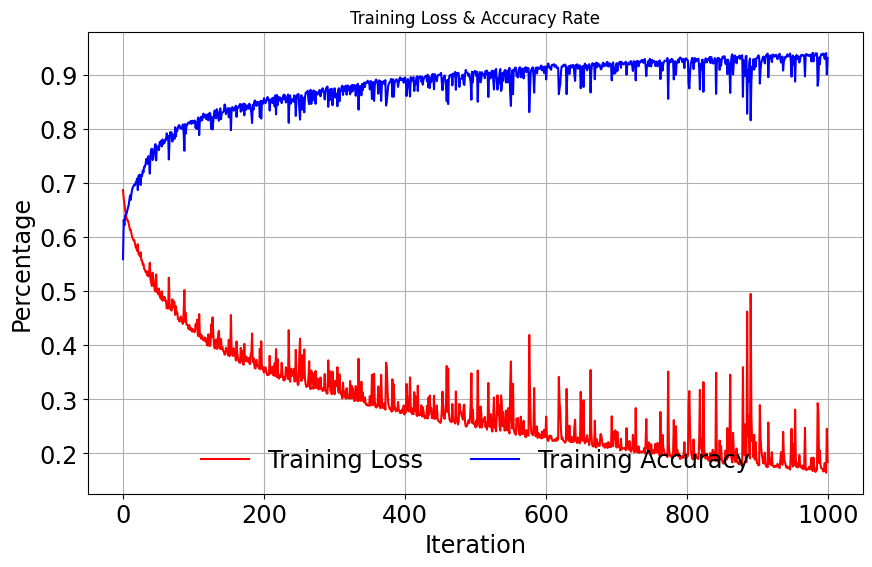 Training Loss & Accuracy Rate
0.9
0.8
0.7
0.6
0.5
0.4
0.3
0.2
Percentage
Training Loss Training Accuracy
0 200 400 600 800 1000
Iteration